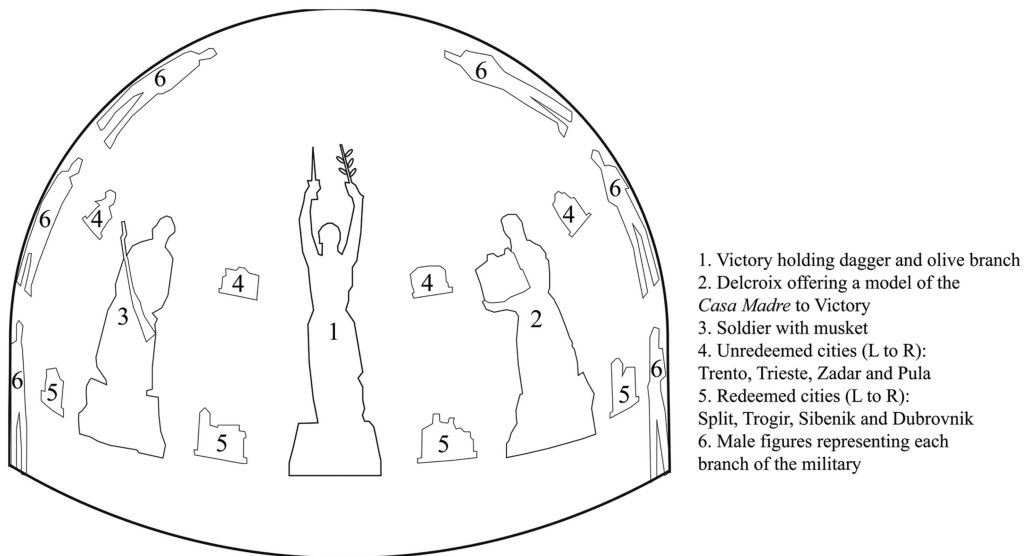 6
6
6
6
4
4
4
4
3
1
2
6
6
5
5
5
5
1. Victory holding dagger and olive branch
2. Delcroix offering a model of the
Casa Madre to Victory
3. Soldier with musket
4. Unredeemed cities (L to R):
Trento, Trieste, Zadar and Pula
5. Redeemed cities (L to R):
Split, Trogir, Sibenik and Dubrovnik
6. Male figures representing each
branch of the military